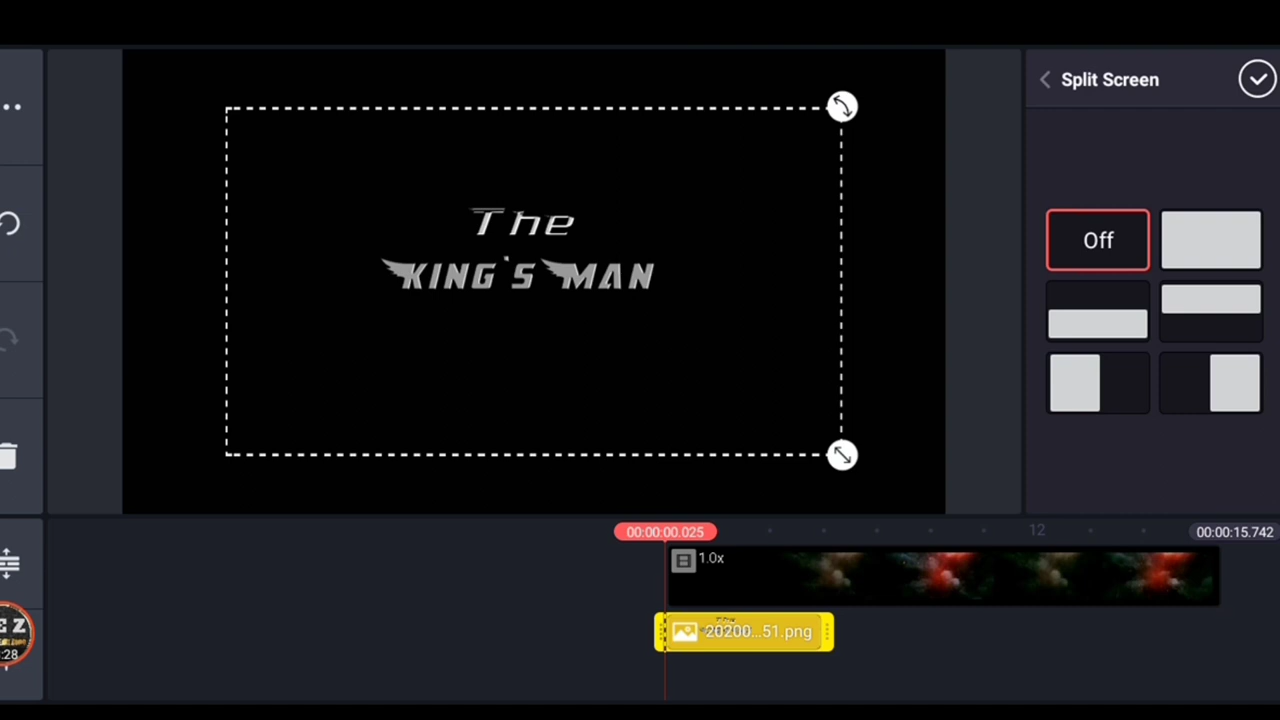 Split Screen
The
KING'S MAN
Off
00:00:00.025
12
00:00:15.742
1.0x
20200...51.png
E Z
:28